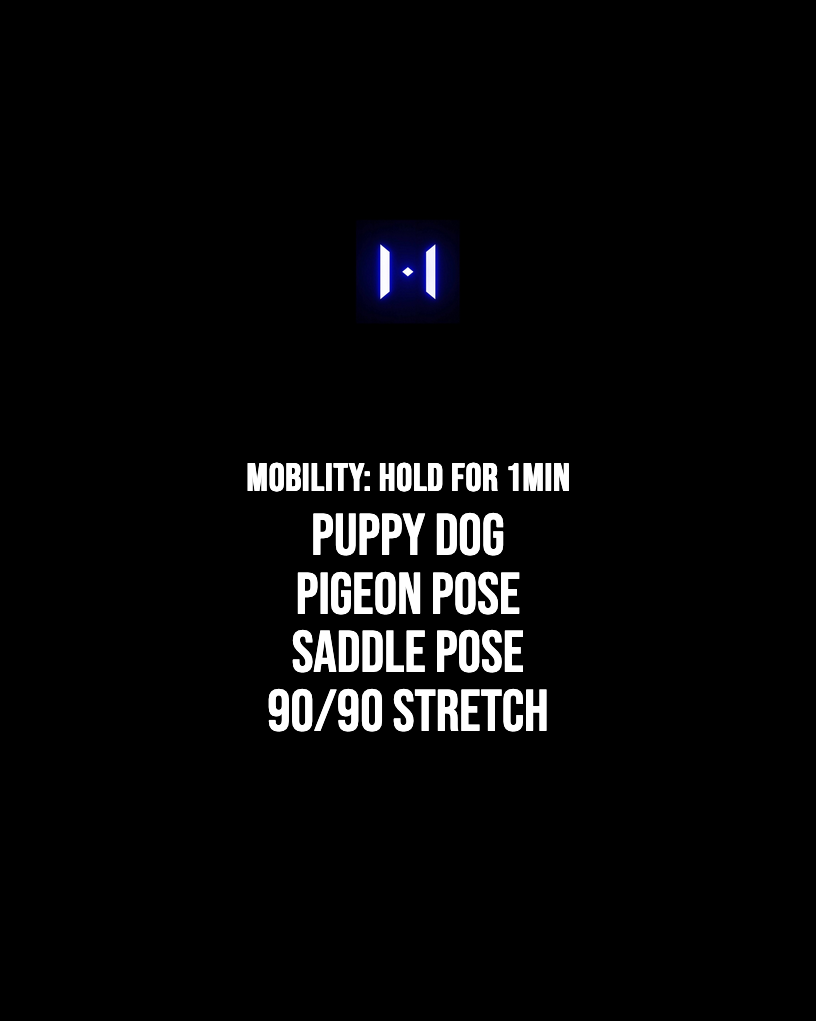 MOBILITY: HOLD FOR 1MIN
PUPPY DOG
PIGEON POSE
SADDLE POSE
90/90 STRETCH